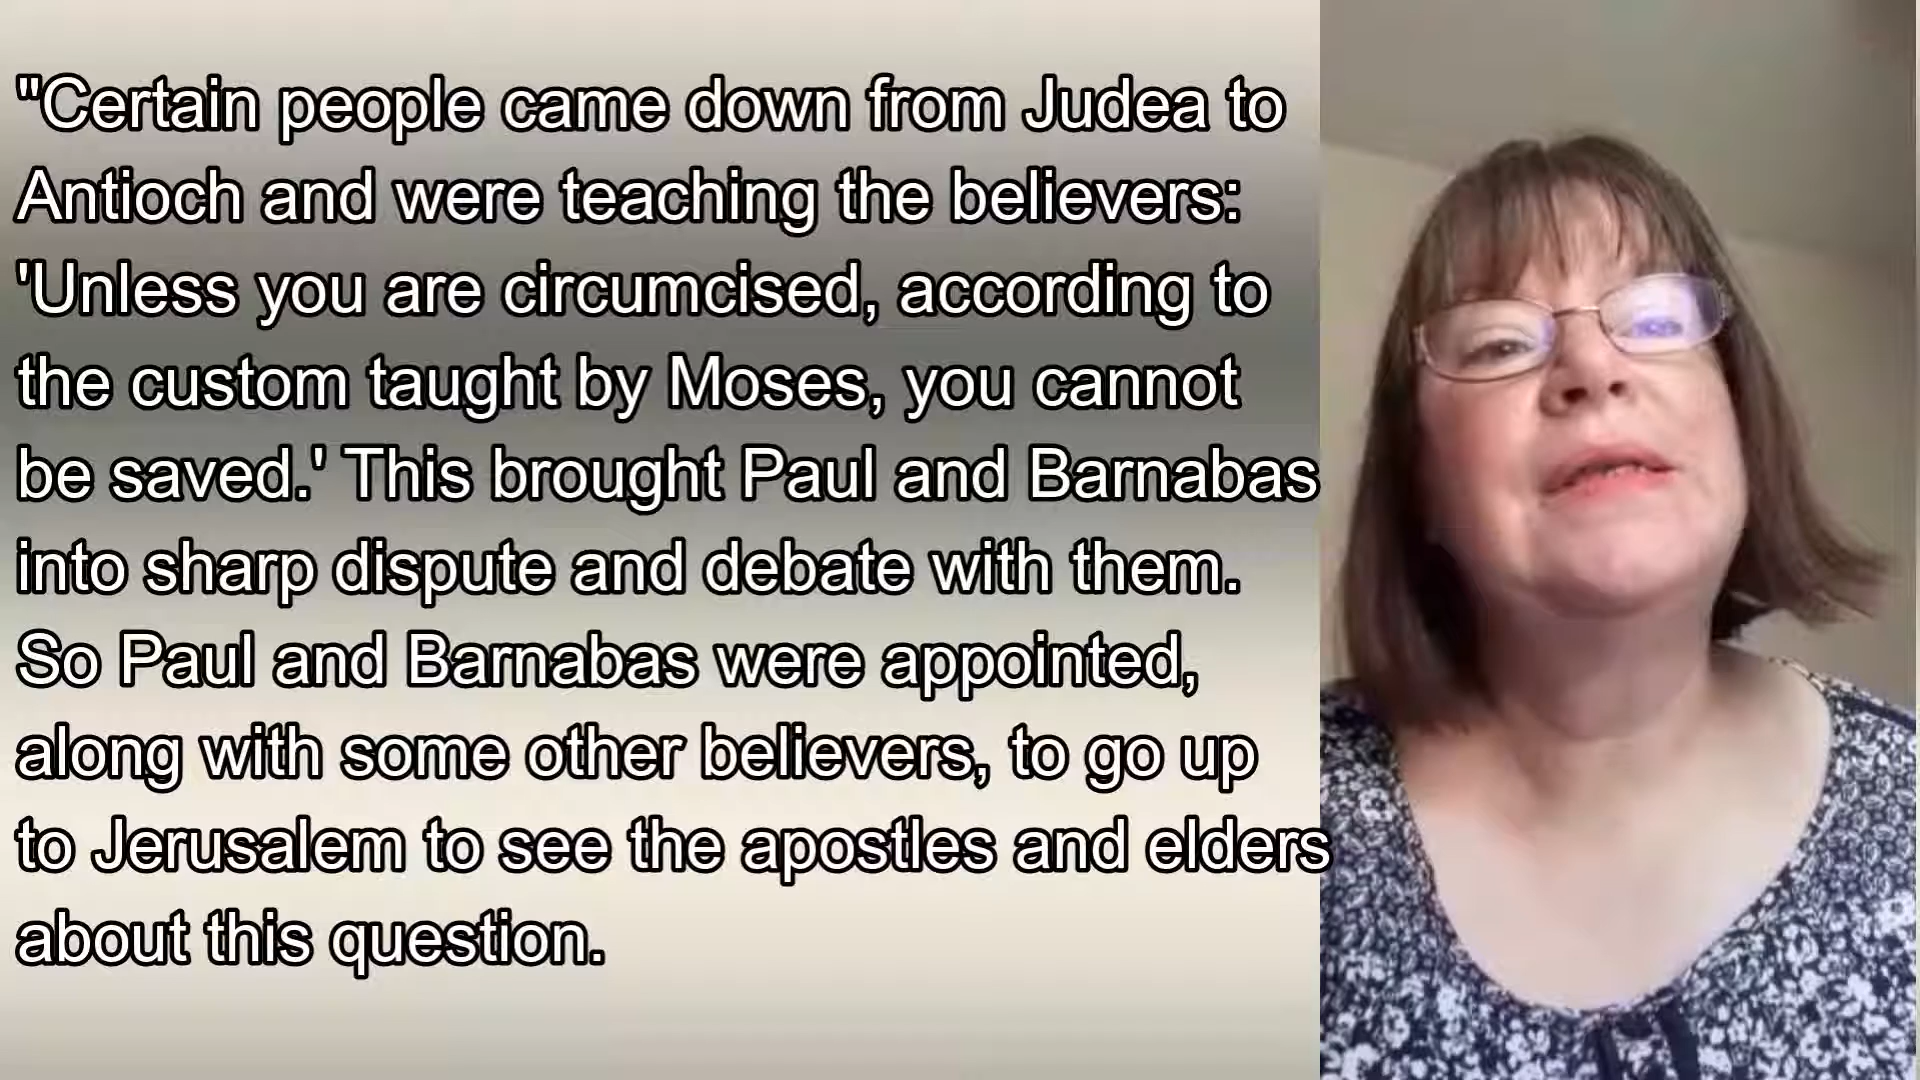 "Certain people came down from Judea to
Antioch and were teaching the believers:
'Unless you are circumcised, according to
the custom taught by Moses, you cannot
be saved.' This brought Paul and Barnabas
into sharp dispute and debate with them.
So Paul and Barnabas were appointed,
along with some other believers, to go up
to Jerusalem to see the apostles and elders
about this question.